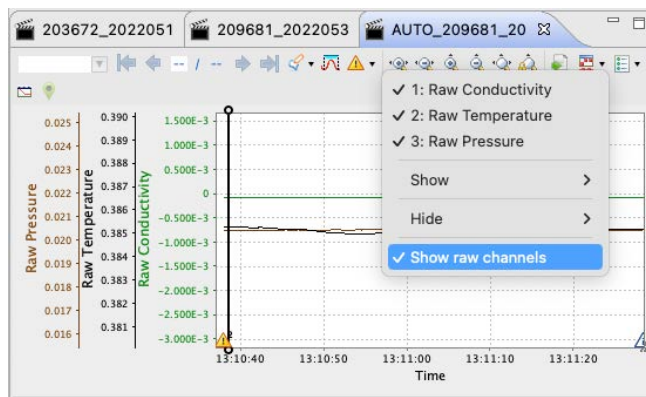 203672_2022051
209681_2022053
AUTO_209681_20
-- / --
1: Raw Conductivity
2: Raw Temperature
3: Raw Pressure
Show
Hide
Show raw channels
Raw Pressure
0.025
0.024
0.023
0.022
0.021
0.020
0.019
0.018
0.017
0.016
Raw Temperature
0.390
0.389
0.388
0.387
0.386
0.385
0.384
0.383
0.382
0.381
Raw Conductivity
1.500E-3
1.000E-3
0.500E-3
0
-0.500E-3
-1.000E-3
-1.500E-3
-2.000E-3
-2.500E-3
-3.000E-3
2
13:10:40 13:10:50 13:11:00 13:11:10 13:11:20
Time